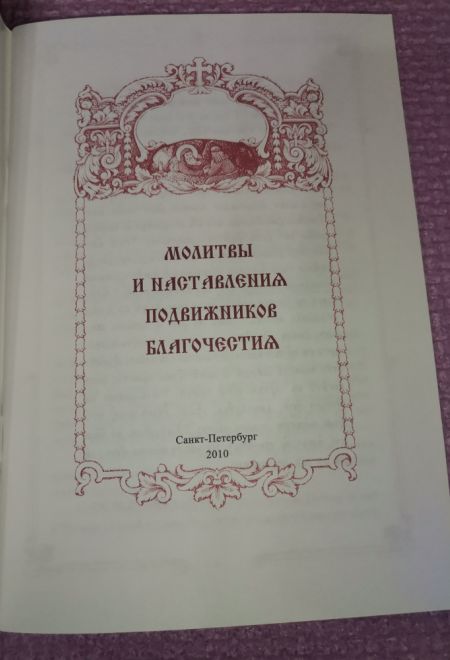 МОЛИТВЫ
И НАСТАВЛЕНИЯ
ПОДВИЖНИКОВ
БЛАГОЧЕСТИЯ
Санкт-Петербург
2010